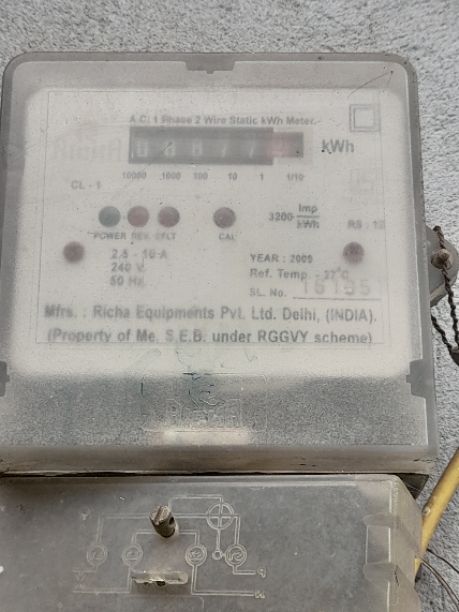 A.C. 1 Phase 2 Wire Static kWh Meter.
kWh
10000 1000 100 10 1 1/10
CL - 1
POWER REV. E/LT CAL
3200 Imp
kWh
2.5 - 10 A
240 V
50 Hz
YEAR : 2009
Ref. Temp. - 27°C
SL. No.
Mfrs. : Richa Equipments Pvt. Ltd. Delhi, (INDIA).
(Property of Me. S.E.B. under RGGVY scheme)